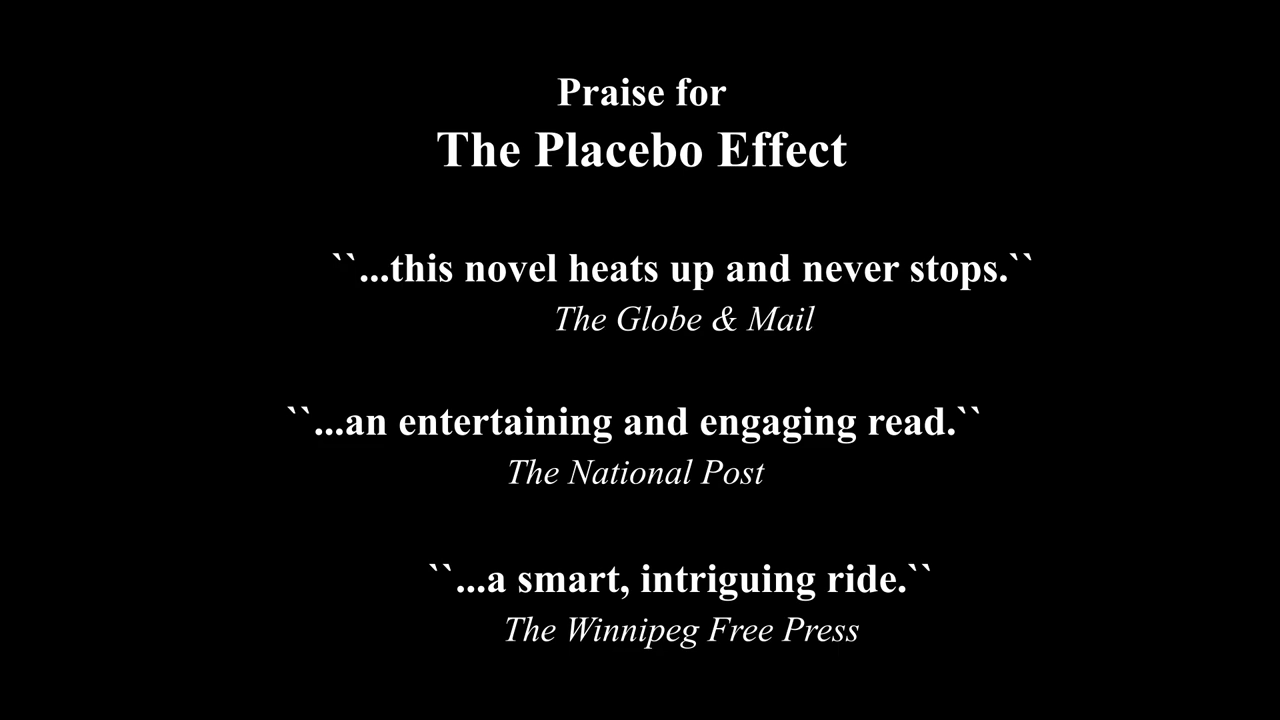 Praise for
The Placebo Effect
``...this novel heats up and never stops.``
The Globe & Mail
``...an entertaining and engaging read.``
The National Post
``...a smart, intriguing ride.``
The Winnipeg Free Press